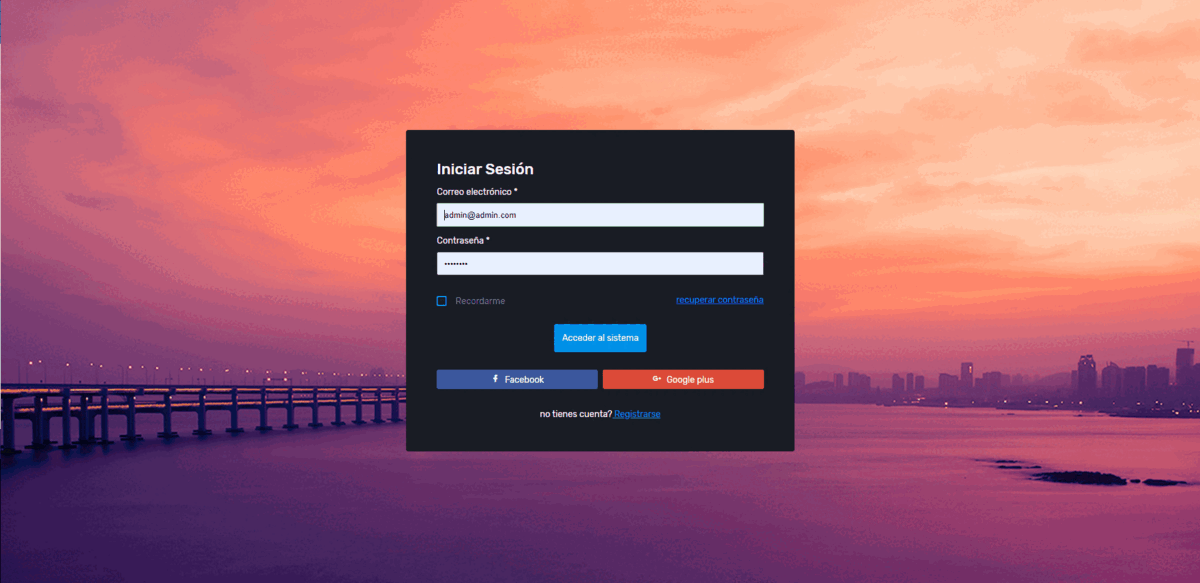 Iniciar Sesión
Correo electrónico *
admin@admin.com
Contraseña *
••••••••
Recordarme
recuperar contraseña
Acceder al sistema
Facebook
G+ Google plus
no tienes cuenta? Registrarse